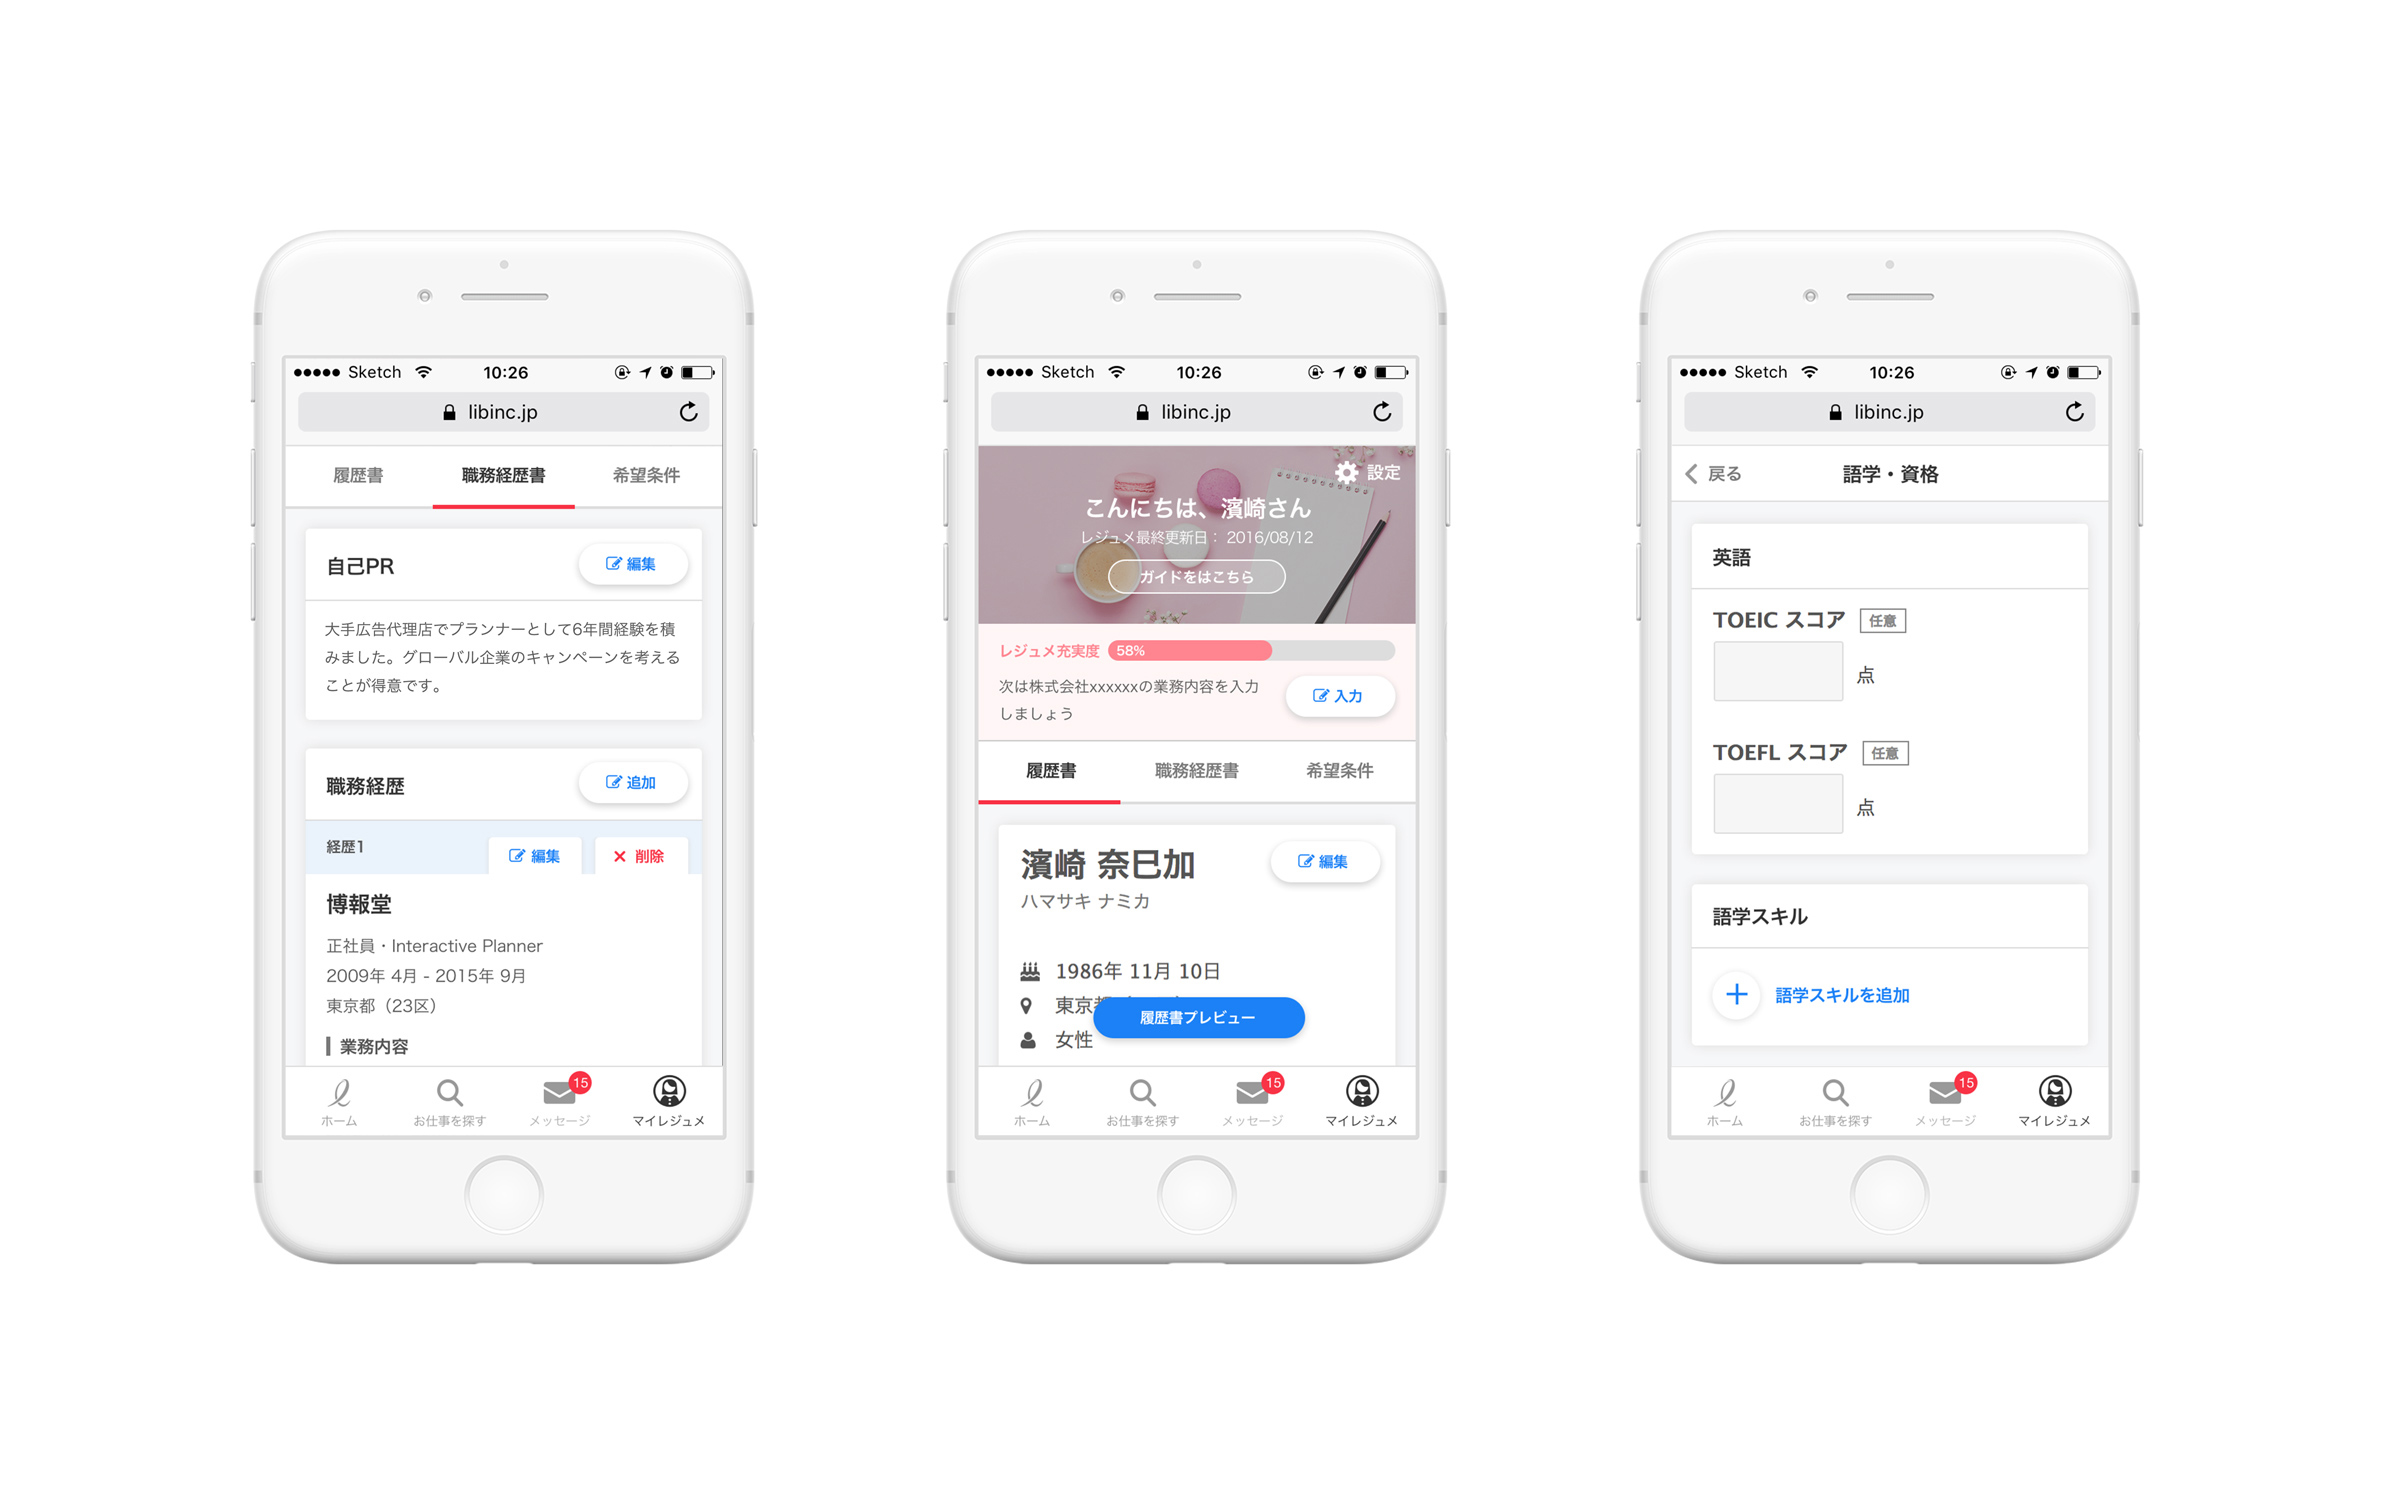 Sketch 10:26
libinc.jp
履歴書 職務経歴書 希望条件
自己PR 編集
大手広告代理店でプランナーとして6年間経験を積
みました。グローバル企業のキャンペーンを考える
ことが得意です。
職務経歴 追加
経歴1 編集 削除
博報堂
正社員・Interactive Planner
2009年 4月 - 2015年 9月
東京都（23区）
業務内容
15
ホーム お仕事を探す メッセージ マイレジュメ
Sketch 10:26
libinc.jp
設定
こんにちは、濱崎さん
レジュメ最終更新日： 2016/08/12
ガイドをはこちら
レジュメ充実度 58%
次は株式会社xxxxxxの業務内容を入力
しましょう
入力
履歴書 職務経歴書 希望条件
濱崎 奈巳加 編集
ハマサキ ナミカ
1986年 11月 10日
東京
履歴書プレビュー
女性
15
ホーム お仕事を探す メッセージ マイレジュメ
Sketch 10:26
libinc.jp
戻る 語学・資格
英語
TOEIC スコア 任意
点
TOEFL スコア 任意
点
語学スキル
語学スキルを追加
15
ホーム お仕事を探す メッセージ マイレジュメ